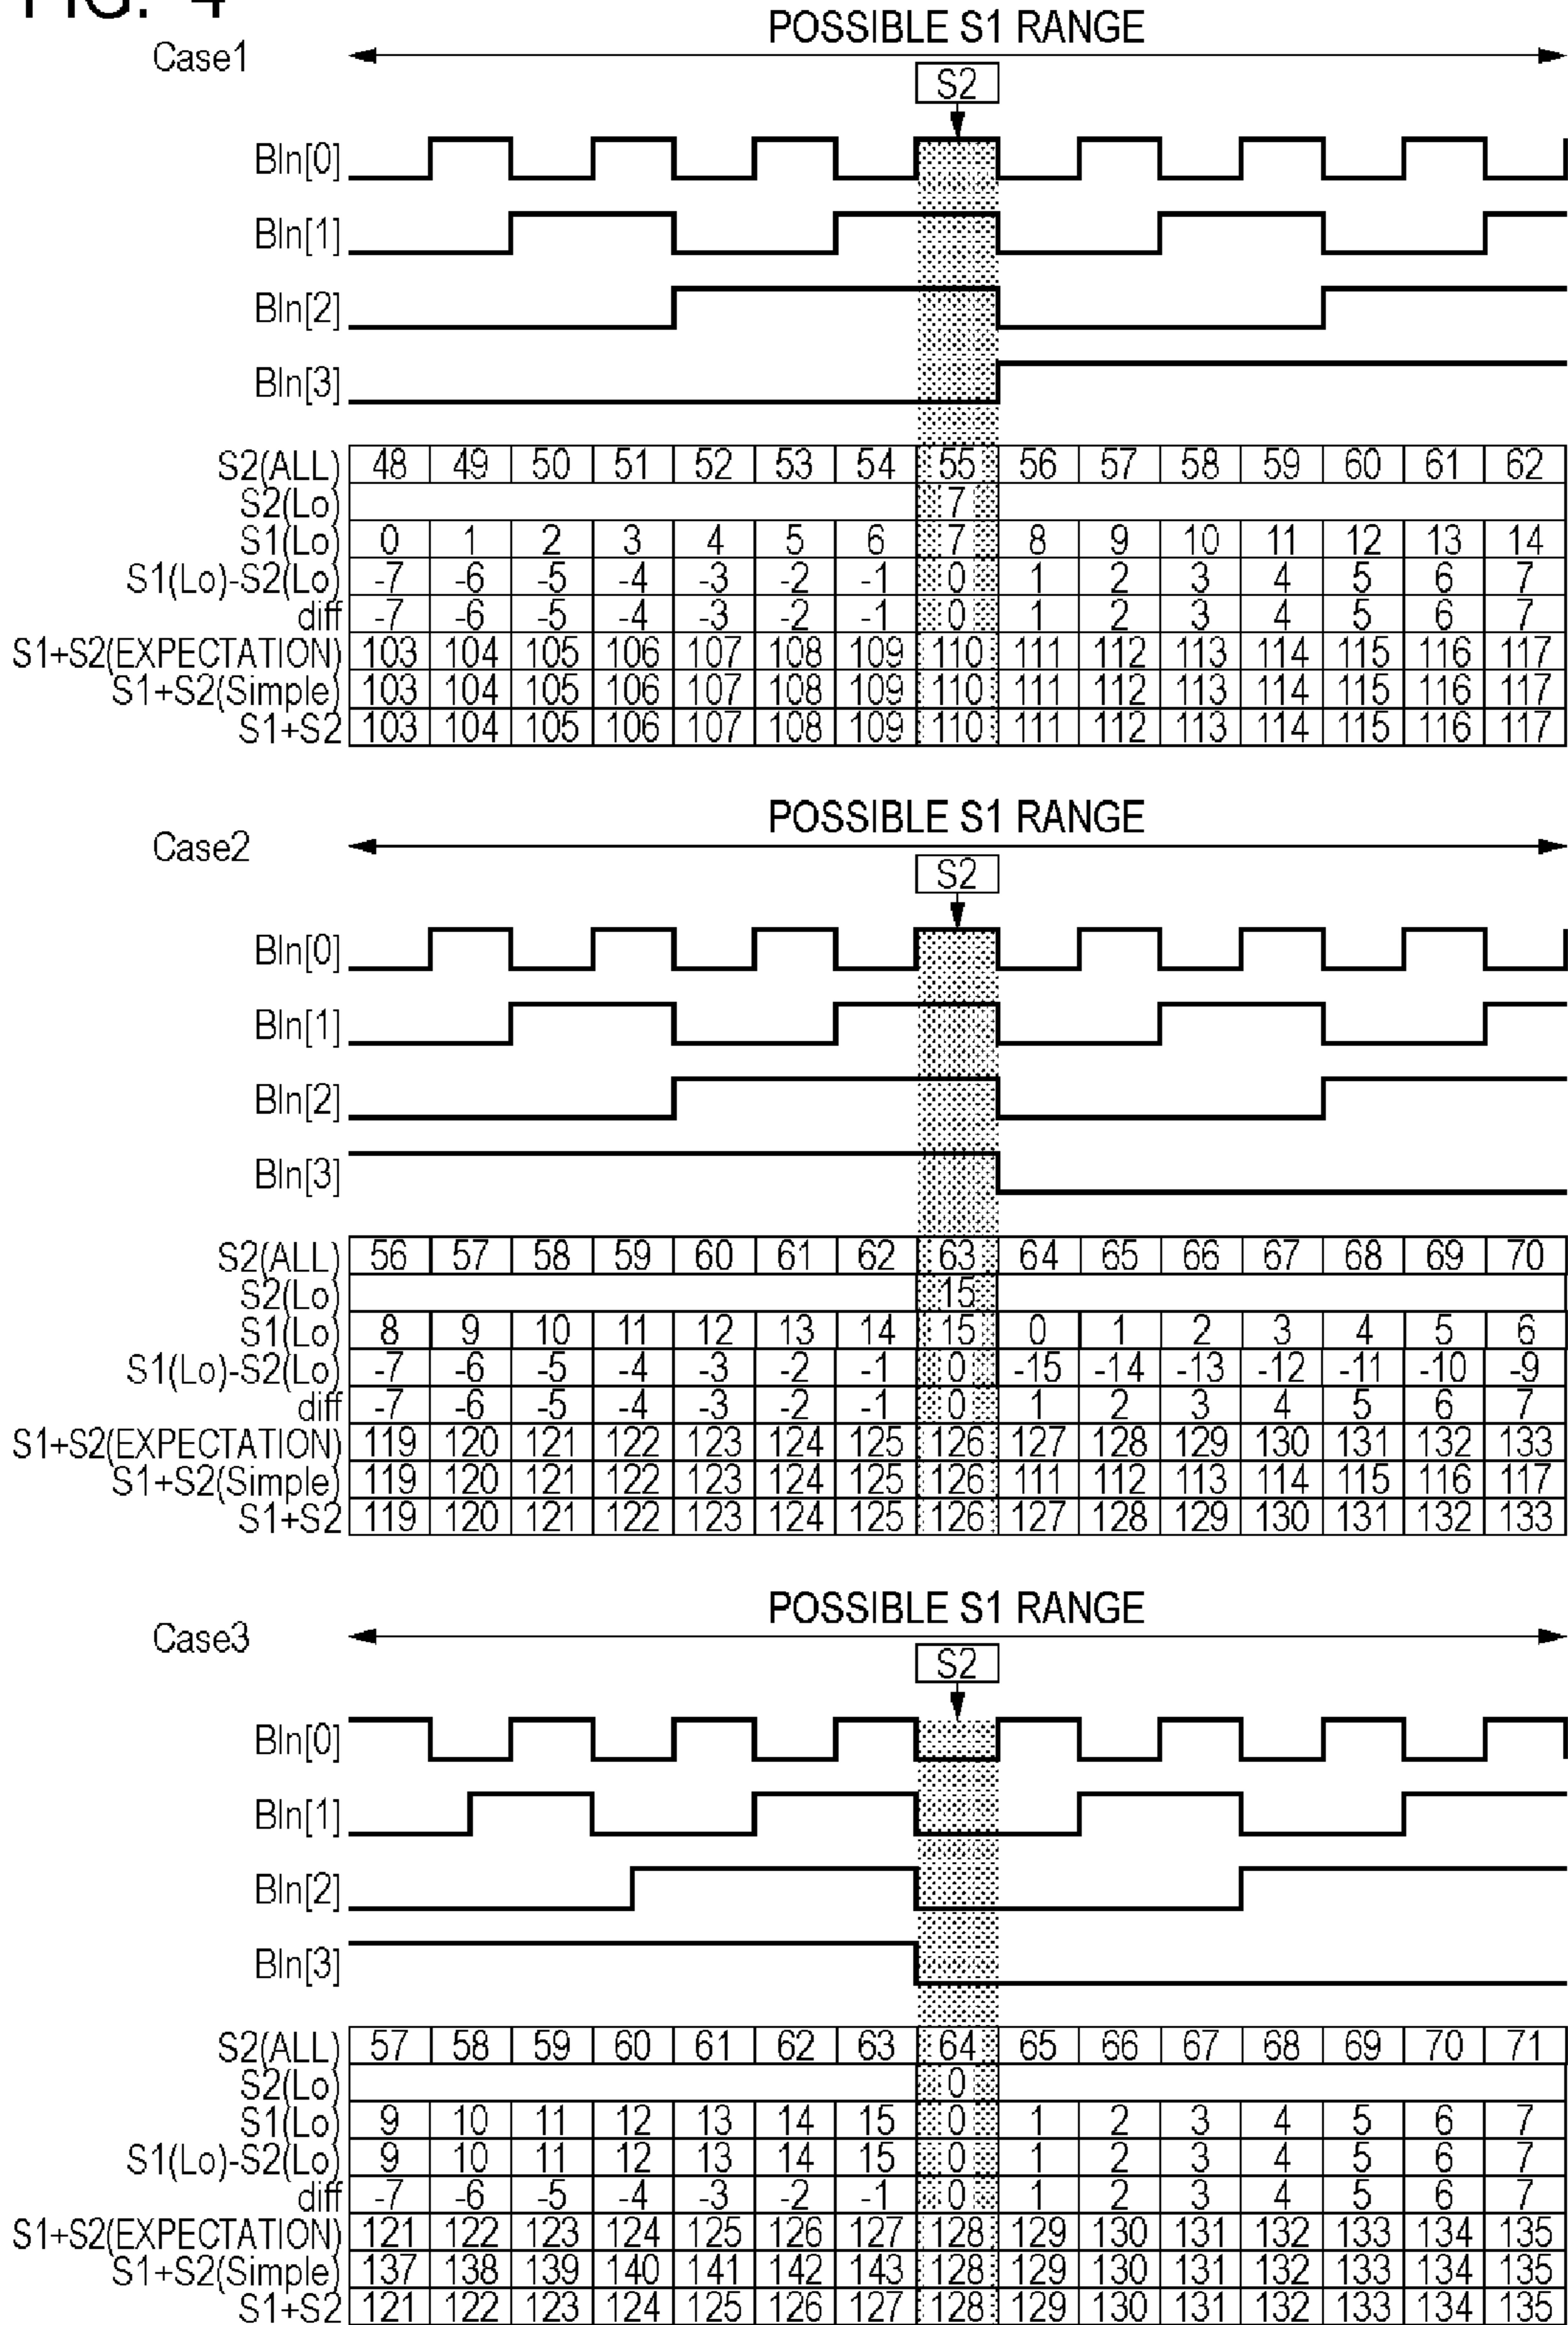 FIG. 4
POSSIBLE S1 RANGE
Case1
S2
BIn[0]
BIn[1]
BIn[2]
BIn[3]
S2(ALL) 48 49 50 51 52 53 54 55 56 57 58 59 60 61 62
S2(Lo) 7
S1(Lo) 0 1 2 3 4 5 6 7 8 9 10 11 12 13 14
S1(Lo)-S2(Lo) -7 -6 -5 -4 -3 -2 -1 0 1 2 3 4 5 6 7
diff -7 -6 -5 -4 -3 -2 -1 0 1 2 3 4 5 6 7
S1+S2(EXPECTATION) 103 104 105 106 107 108 109 110 111 112 113 114 115 116 117
S1+S2(Simple) 103 104 105 106 107 108 109 110 111 112 113 114 115 116 117
S1+S2 103 104 105 106 107 108 109 110 111 112 113 114 115 116 117
POSSIBLE S1 RANGE
Case2
S2
BIn[0]
BIn[1]
BIn[2]
BIn[3]
S2(ALL) 56 57 58 59 60 61 62 63 64 65 66 67 68 69 70
S2(Lo) 15
S1(Lo) 8 9 10 11 12 13 14 15 0 1 2 3 4 5 6
S1(Lo)-S2(Lo) -7 -6 -5 -4 -3 -2 -1 0 -15 -14 -13 -12 -11 -10 -9
diff -7 -6 -5 -4 -3 -2 -1 0 1 2 3 4 5 6 7
S1+S2(EXPECTATION) 119 120 121 122 123 124 125 126 127 128 129 130 131 132 133
S1+S2(Simple) 119 120 121 122 123 124 125 126 111 112 113 114 115 116 117
S1+S2 119 120 121 122 123 124 125 126 127 128 129 130 131 132 133
POSSIBLE S1 RANGE
Case3
S2
BIn[0]
BIn[1]
BIn[2]
BIn[3]
S2(ALL) 57 58 59 60 61 62 63 64 65 66 67 68 69 70 71
S2(Lo) 0
S1(Lo) 9 10 11 12 13 14 15 0 1 2 3 4 5 6 7
S1(Lo)-S2(Lo) 9 10 11 12 13 14 15 0 1 2 3 4 5 6 7
diff -7 -6 -5 -4 -3 -2 -1 0 1 2 3 4 5 6 7
S1+S2(EXPECTATION) 121 122 123 124 125 126 127 128 129 130 131 132 133 134 135
S1+S2(Simple) 137 138 139 140 141 142 143 128 129 130 131 132 133 134 135
S1+S2 121 122 123 124 125 126 127 128 129 130 131 132 133 134 135